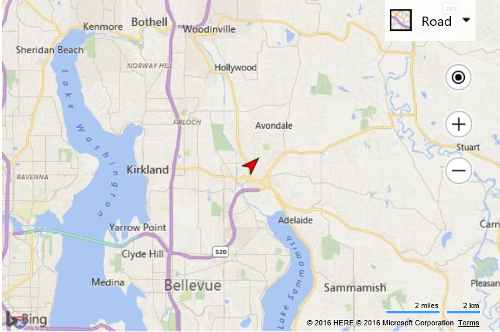 Bothell
Kenmore
Woodinville
Road
Sheridan Beach
NORWAY HILL
Hollywood
Lake Washington
FIRLOCH
Avondale
Stuart
Kirkland
RAVENNA
Yarrow Point
Adelaide
Clyde Hill
520
Medina
Bellevue
Lake Sammamish
Sammamish
Pleasan
2 miles
2 km
Bing
© 2016 HERE © 2016 Microsoft Corporation Terms